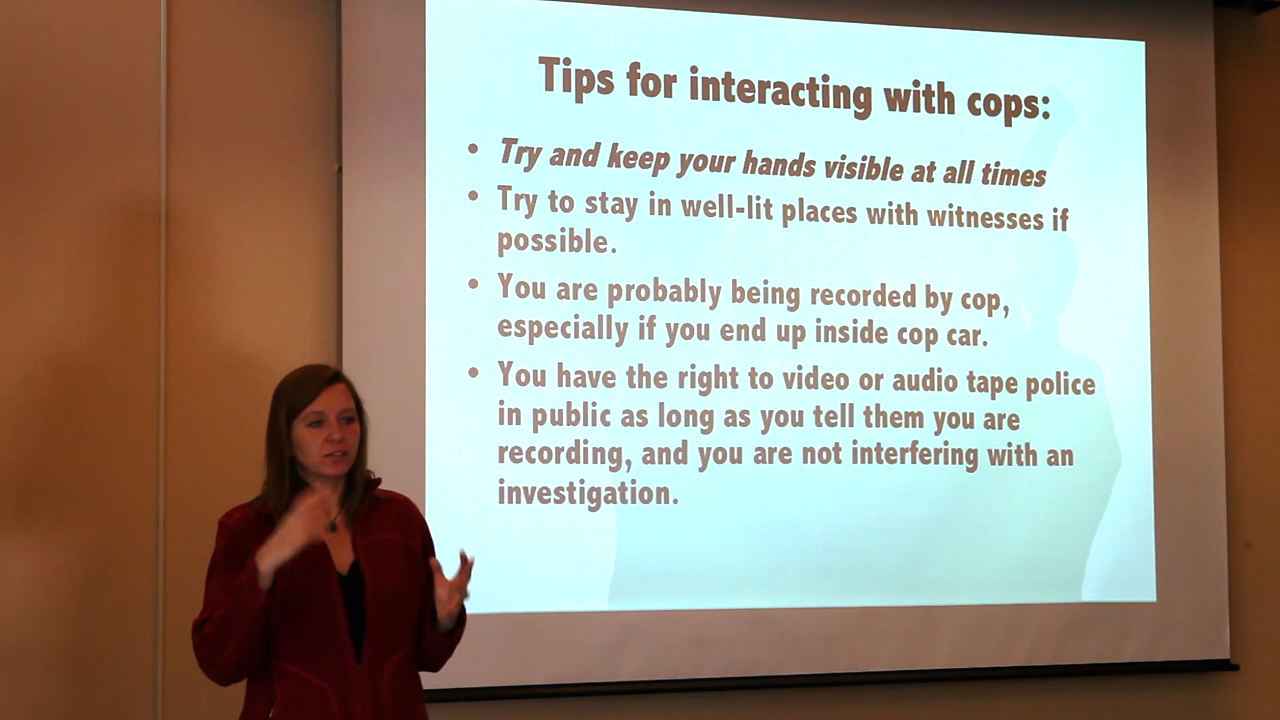 Tips for interacting with cops:
• Try and keep your hands visible at all times
• Try to stay in well-lit places with witnesses if
possible.
• You are probably being recorded by cop,
especially if you end up inside cop car.
• You have the right to video or audio tape police
in public as long as you tell them you are
recording, and you are not interfering with an
investigation.